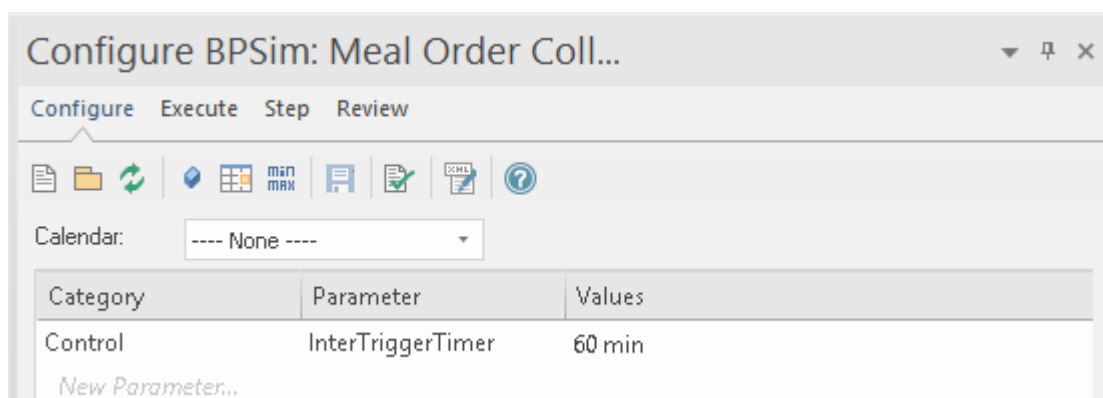 Configure BPSim: Meal Order Coll...
Configure Execute Step Review
min
max
XML
Calendar: ---- None ----
Category Parameter Values
Control InterTriggerTimer 60 min
New Parameter...